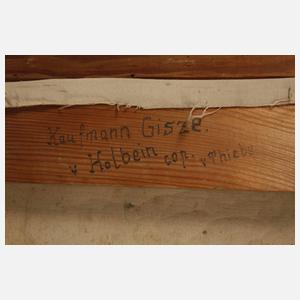 Kaufmann Gisze.
v Holbein cop. v Thiele